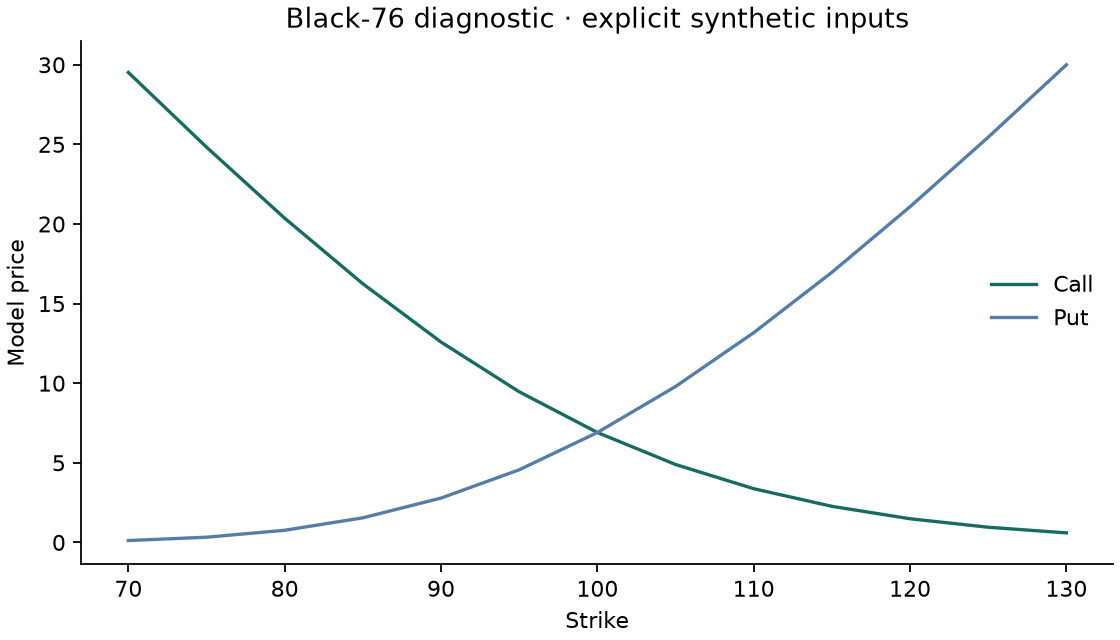 Black-76 diagnostic · explicit synthetic inputs
Model price
30
25
20
15
10
5
0
Call
Put
70 80 90 100 110 120 130
Strike